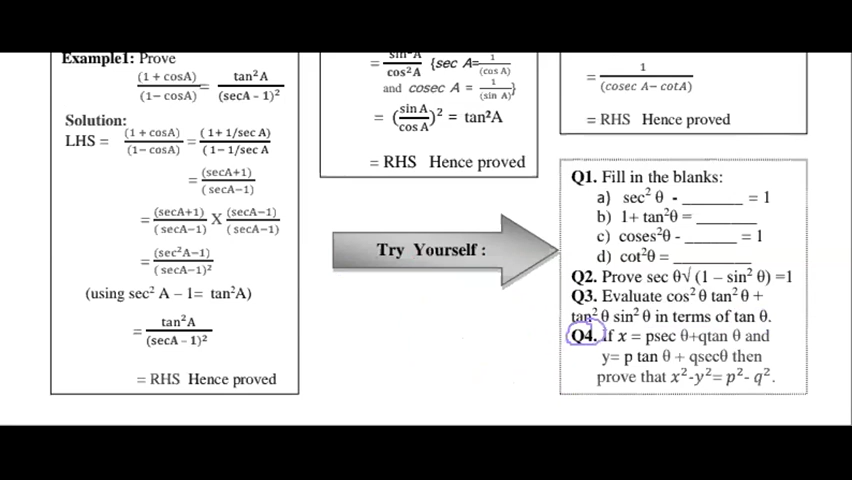 Example1: Prove
(1 + cosA)/(1− cosA) = tan²A/(secA - 1)²
Solution:
LHS = (1 + cosA)/(1− cosA) = (1+ 1/sec A)/(1− 1/sec A
= (secA+1)/(secA−1)
= (secA+1)/(secA−1) X (secA−1)/(secA−1)
= (sec²A−1)/(secA−1)²
(using sec² A − 1= tan²A)
= tan²A/(secA - 1)²
= RHS Hence proved
= sin²A/cos²A {sec A= 1/(cos A)
and cosec A = 1/(sin A)}
= (sin A/cos A)² = tan²A
= RHS Hence proved
= 1/(cosec A− cotA)
= RHS Hence proved
Try Yourself :
Q1. Fill in the blanks:
a) sec² θ - _______ = 1
b) 1+ tan²θ = _______
c) coses²θ - ______ = 1
d) cot²θ = _________
Q2. Prove sec θ√ (1 – sin² θ) =1
Q3. Evaluate cos² θ tan² θ +
tan² θ sin² θ in terms of tan θ.
Q4. If x = psec θ+qtan θ and
y= p tan θ + qsecθ then
prove that x²-y²= p²- q².